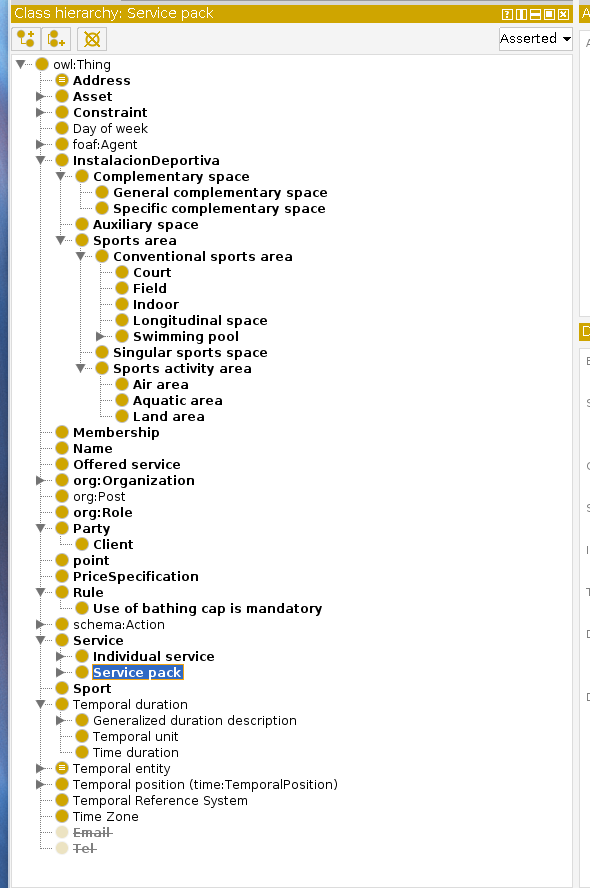 Class hierarchy: Service pack
Asserted
owl:Thing
Address
Asset
Constraint
Day of week
foaf:Agent
InstalacionDeportiva
Complementary space
General complementary space
Specific complementary space
Auxiliary space
Sports area
Conventional sports area
Court
Field
Indoor
Longitudinal space
Swimming pool
Singular sports space
Sports activity area
Air area
Aquatic area
Land area
Membership
Name
Offered service
org:Organization
org:Post
org:Role
Party
Client
point
PriceSpecification
Rule
Use of bathing cap is mandatory
schema:Action
Service
Individual service
Service pack
Sport
Temporal duration
Generalized duration description
Temporal unit
Time duration
Temporal entity
Temporal position (time:TemporalPosition)
Temporal Reference System
Time Zone
Email
Tel